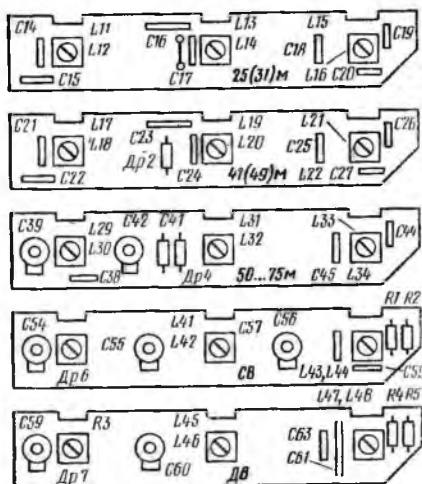 C14 L11 C16 L13 L15 C19
L12 L14 C18
C15 C17 25(31)м L16 C20
C21 L17 C23 L19 L21 C26
L18 Др2 L20 C25
C22 C24 41(49)м L22 C27
C39 L29 C42 C41 L31 L33 C44
L30 L32
C38 Др4 50...75м C45 L34
C54 L41 C57 C56 R1 R2
C55 L42
Др6 СВ L43,L44
C59 R3 L45 L47, L48 R4 R5
L46 C63
Др7 C60 ДВ C61